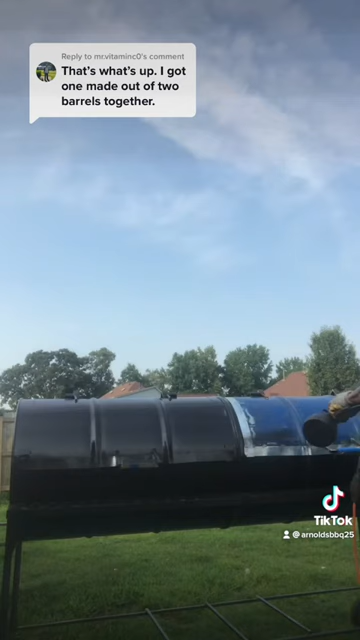 Reply to mr.vitaminc0's comment
That's what's up. I got
one made out of two
barrels together.
TikTok
@arnoldsbbq25